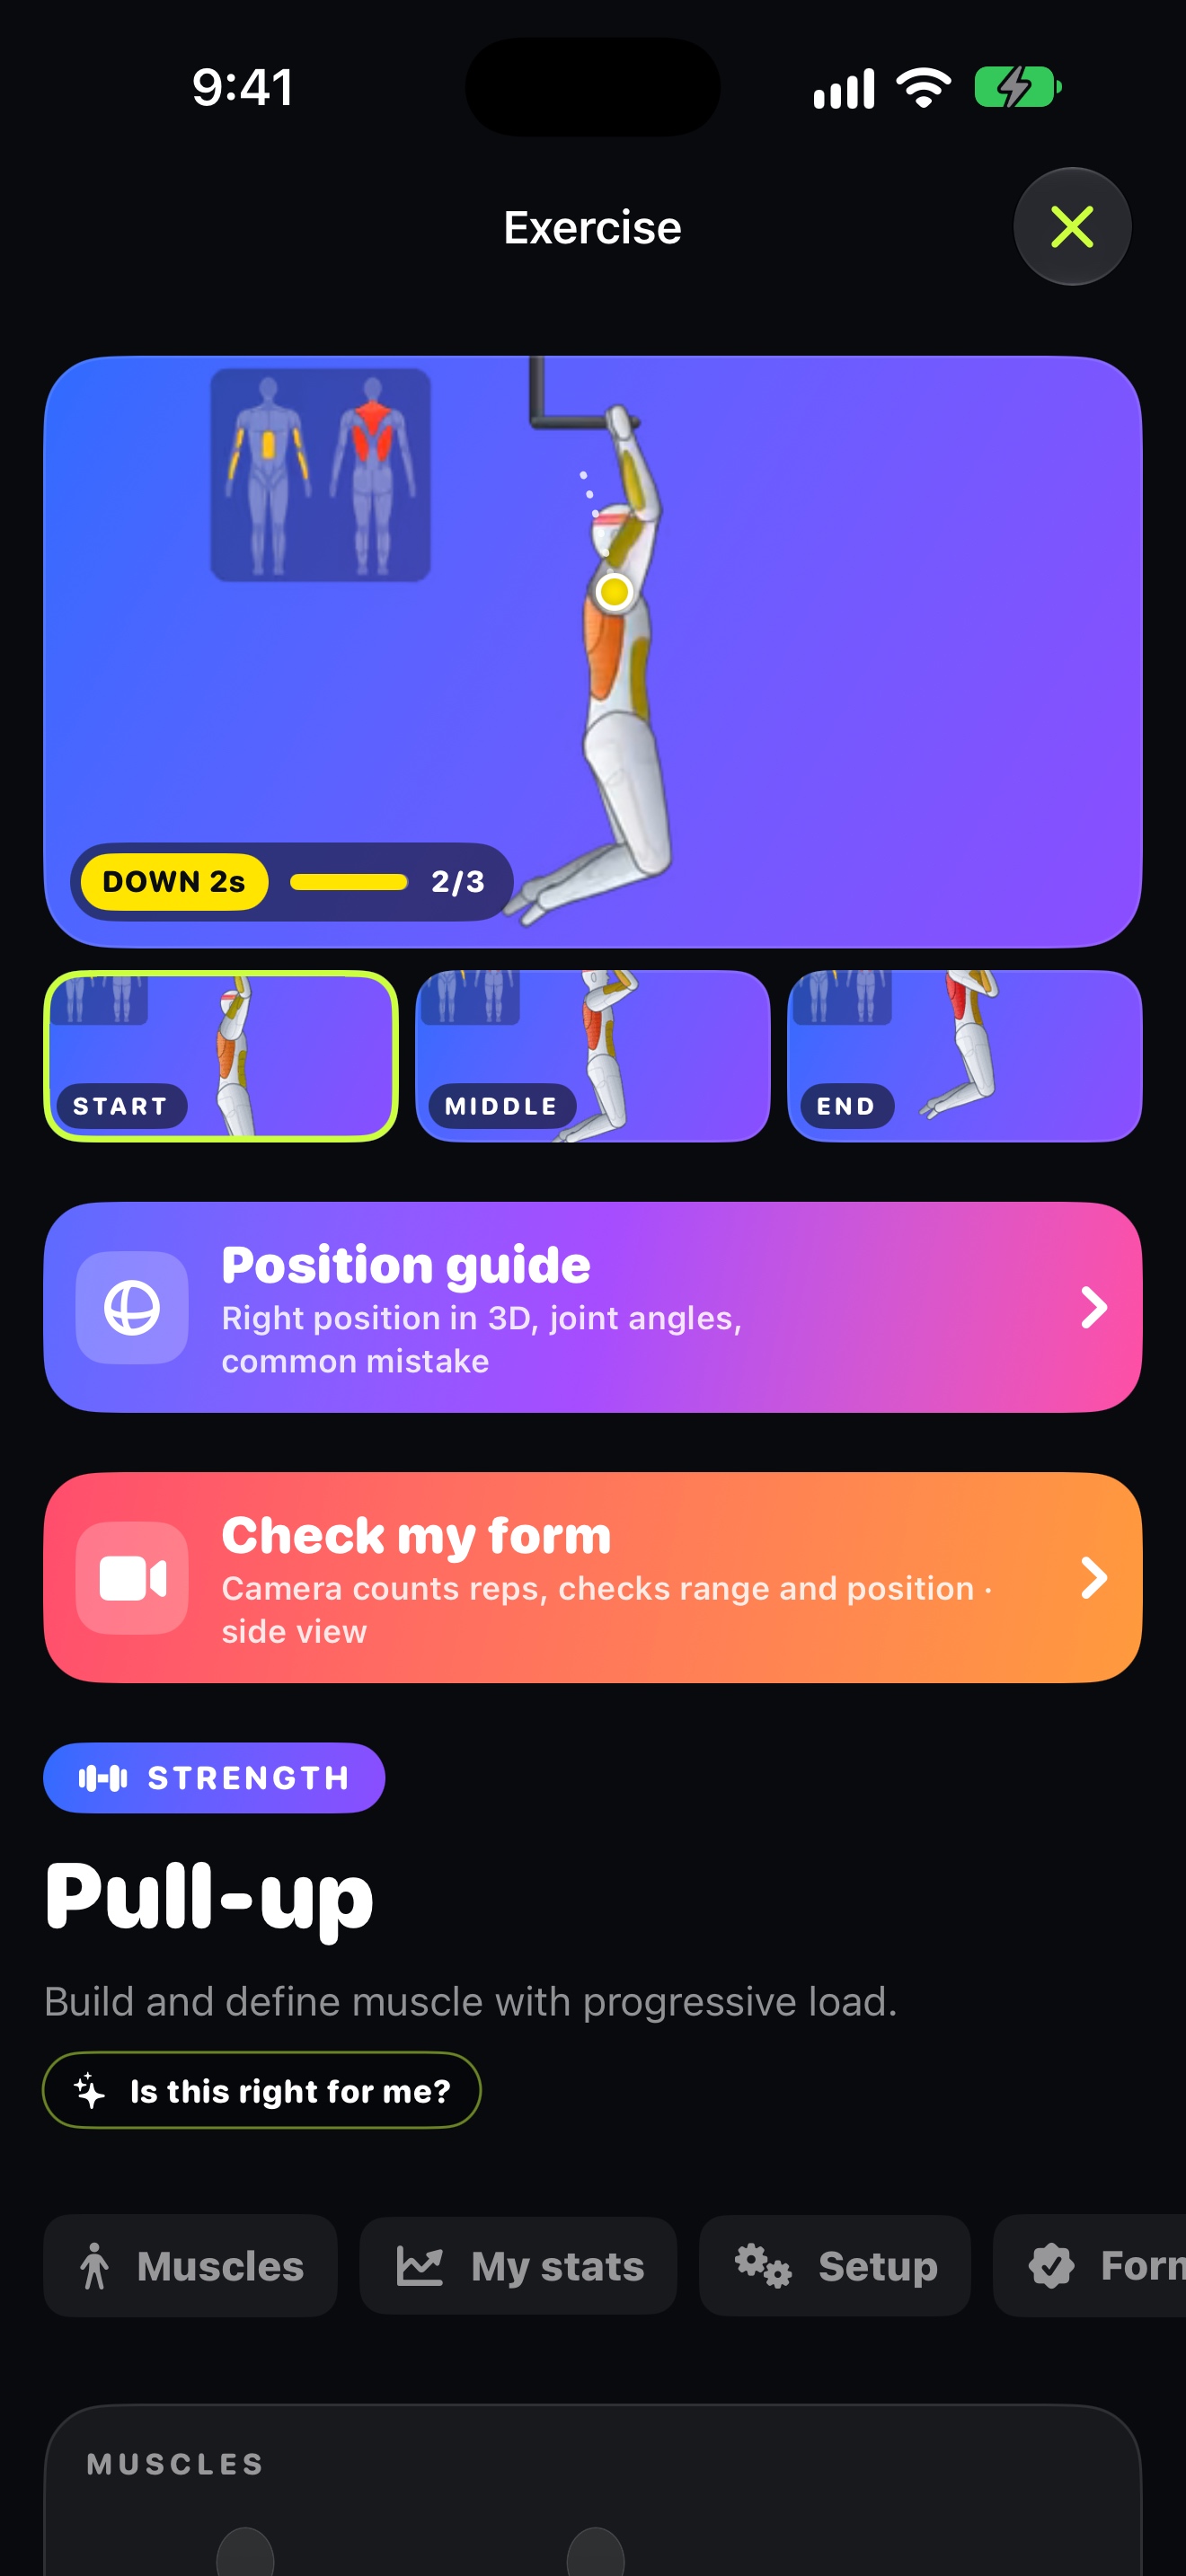 9:41
Exercise
DOWN 2s 2/3
START
MIDDLE
END
Position guide
Right position in 3D, joint angles,
common mistake
Check my form
Camera counts reps, checks range and position ·
side view
STRENGTH
Pull-up
Build and define muscle with progressive load.
Is this right for me?
Muscles
My stats
Setup
MUSCLES